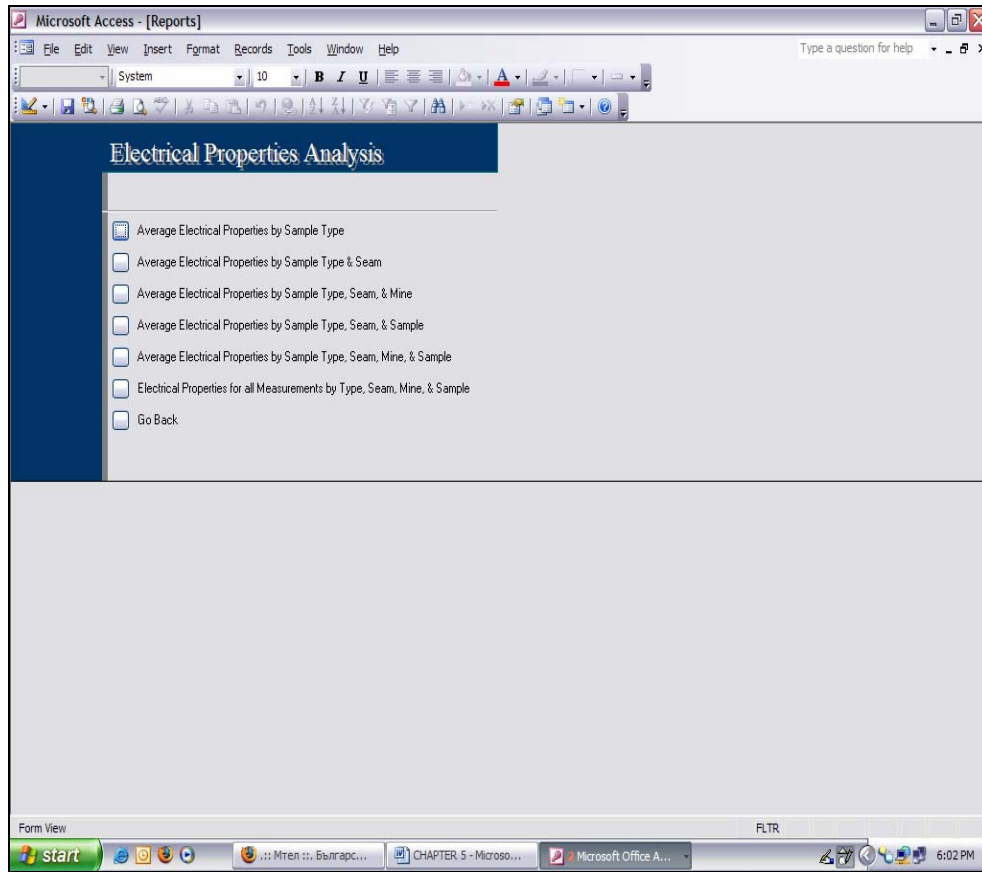 Microsoft Access - [Reports]
File Edit View Insert Format Records Tools Window Help Type a question for help
System 10 B I U A
Electrical Properties Analysis
Average Electrical Properties by Sample Type
Average Electrical Properties by Sample Type & Seam
Average Electrical Properties by Sample Type, Seam, & Mine
Average Electrical Properties by Sample Type, Seam, & Sample
Average Electrical Properties by Sample Type, Seam, Mine, & Sample
Electrical Properties for all Measurements by Type, Seam, Mine, & Sample
Go Back
Form View FLTR
start .:: Мтел ::. Българс... CHAPTER 5 - Microso... 2 Microsoft Office A... 6:02 PM